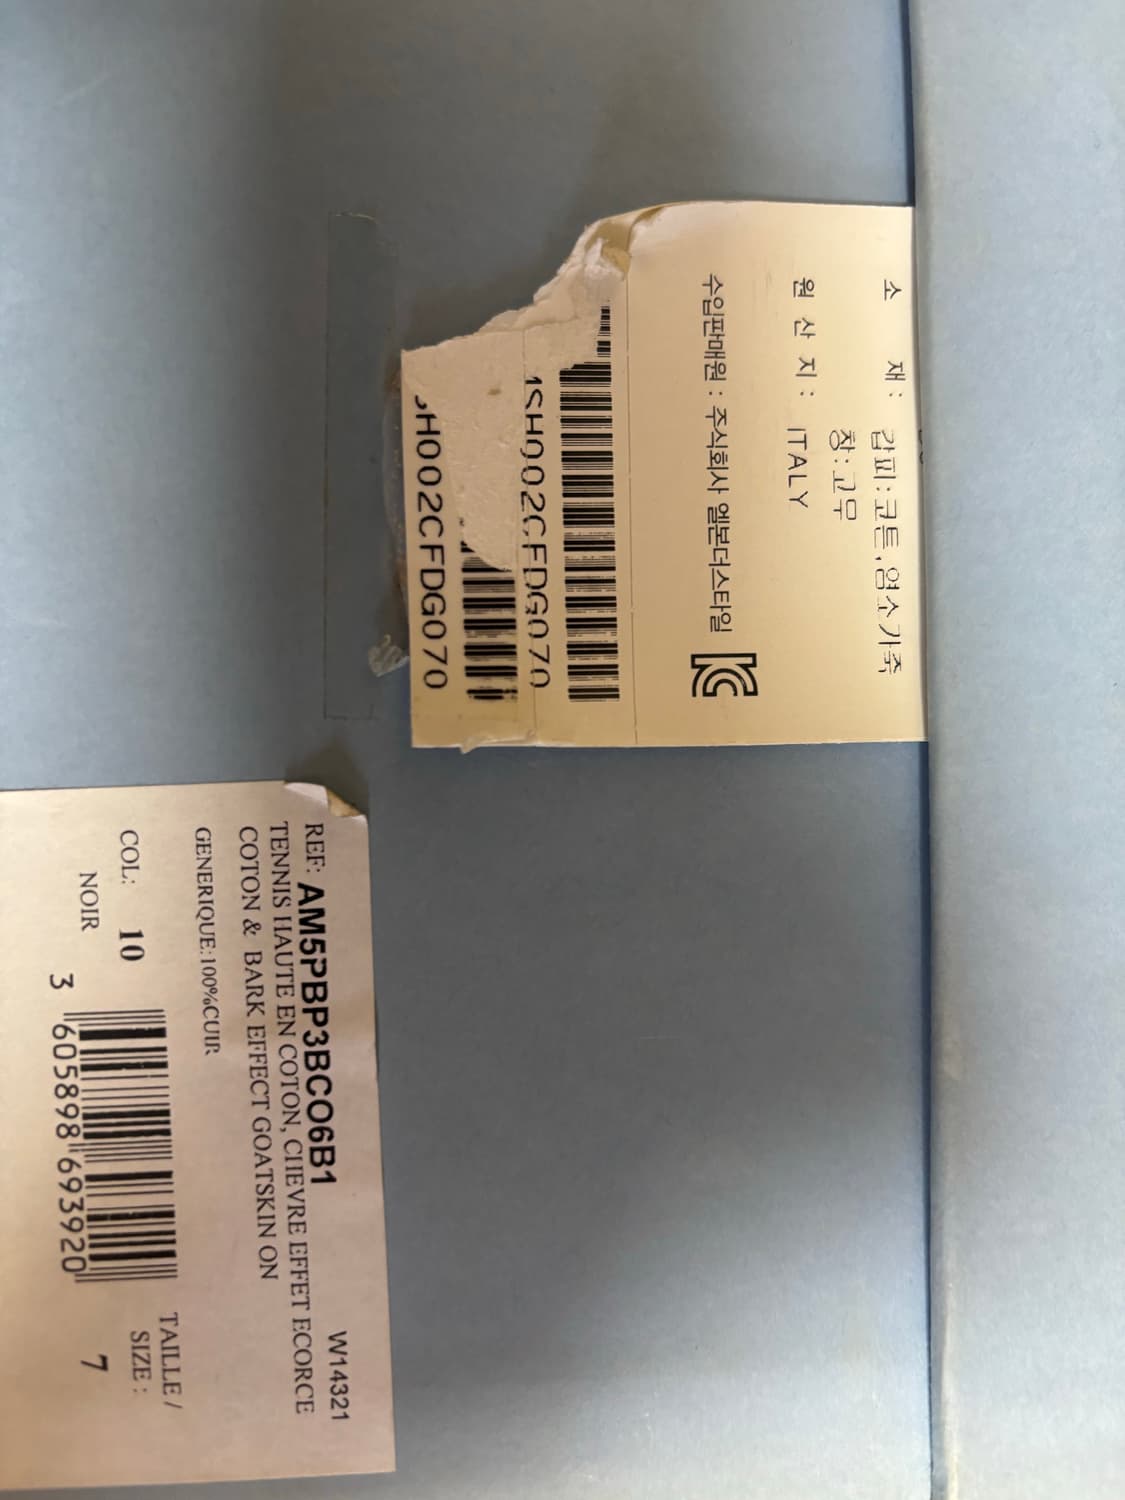 소 재: 갑피:코튼,염소가죽
창:고무
원 산 지: ITALY
수입판매원 : 주식회사 엘본더스타일
SH002CFDG070
H002CFDG070
W14321
REF: AM5PBP3BCO6B1
TENNIS HAUTE EN COTON, CHEVRE EFFET ECORCE
COTON & BARK EFFECT GOATSKIN ON
GENERIQUE:100%CUIR
TAILLE /
COL: 10 SIZE :
NOIR 7
3 605898 693920